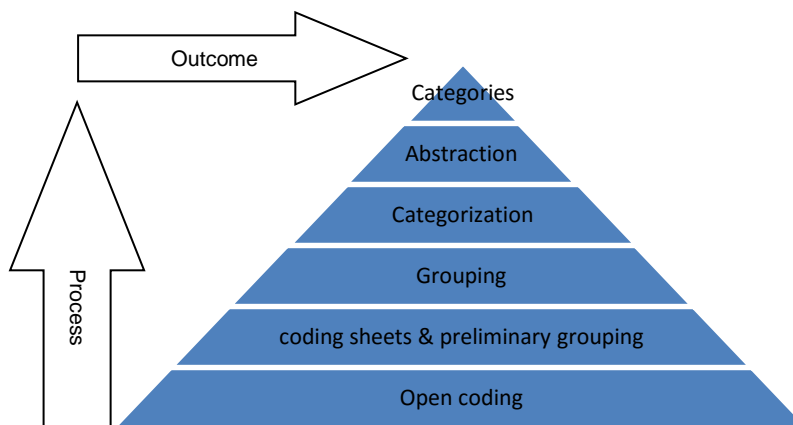 Outcome
Categories
Abstraction
Categorization
Grouping
Process
coding sheets & preliminary grouping
Open coding